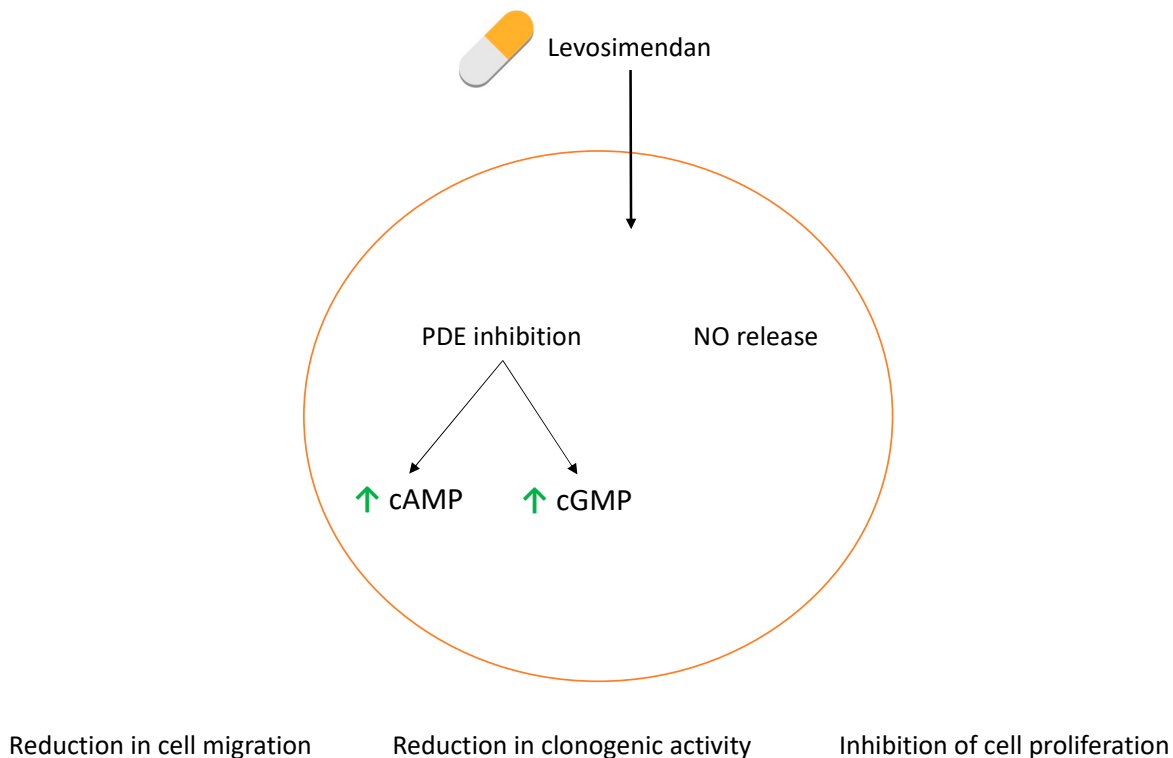 Levosimendan
PDE inhibition
NO release
↑ cAMP
↑ cGMP
Reduction in cell migration
Reduction in clonogenic activity
Inhibition of cell proliferation